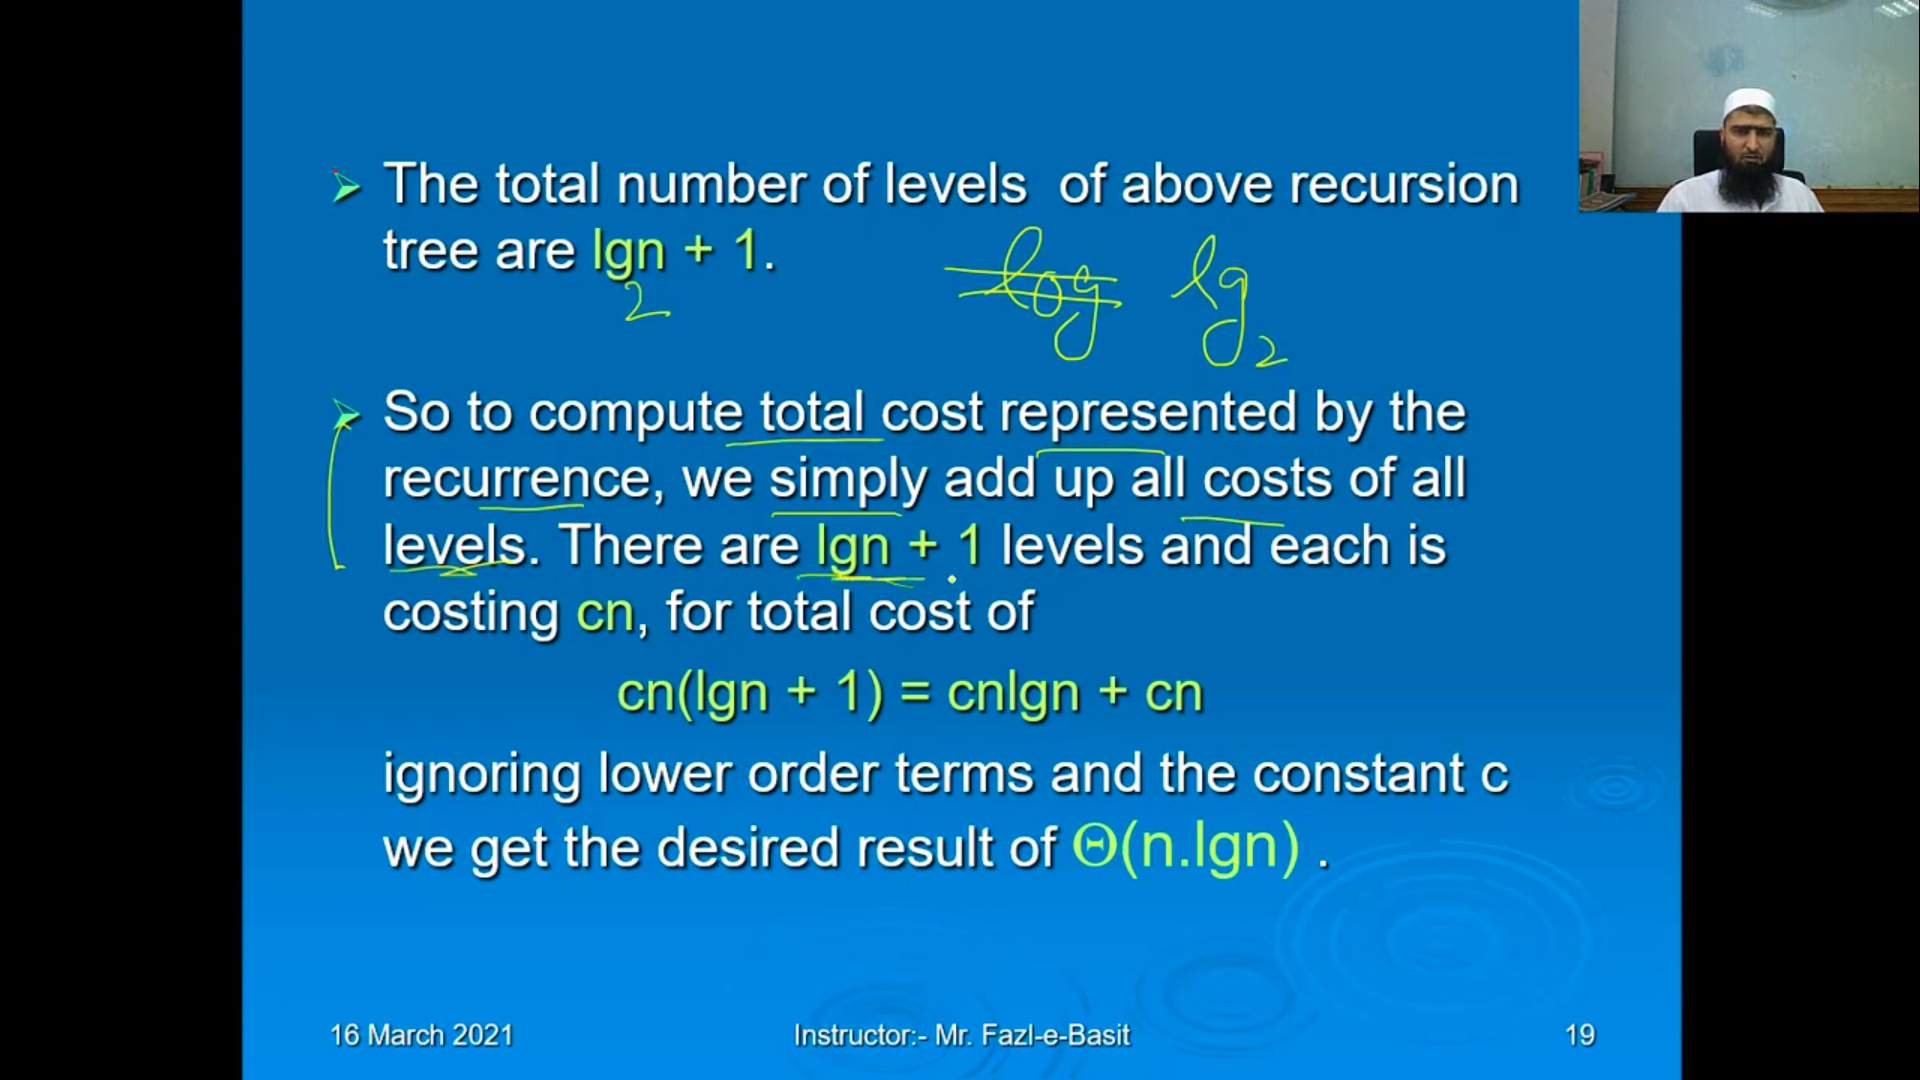 The total number of levels of above recursion
tree are lgn + 1.
2
log lg 2
So to compute total cost represented by the
recurrence, we simply add up all costs of all
levels. There are lgn + 1 levels and each is
costing cn, for total cost of
cn(lgn + 1) = cnlgn + cn
ignoring lower order terms and the constant c
we get the desired result of Θ(n.lgn) .
16 March 2021 Instructor:- Mr. Fazl-e-Basit 19